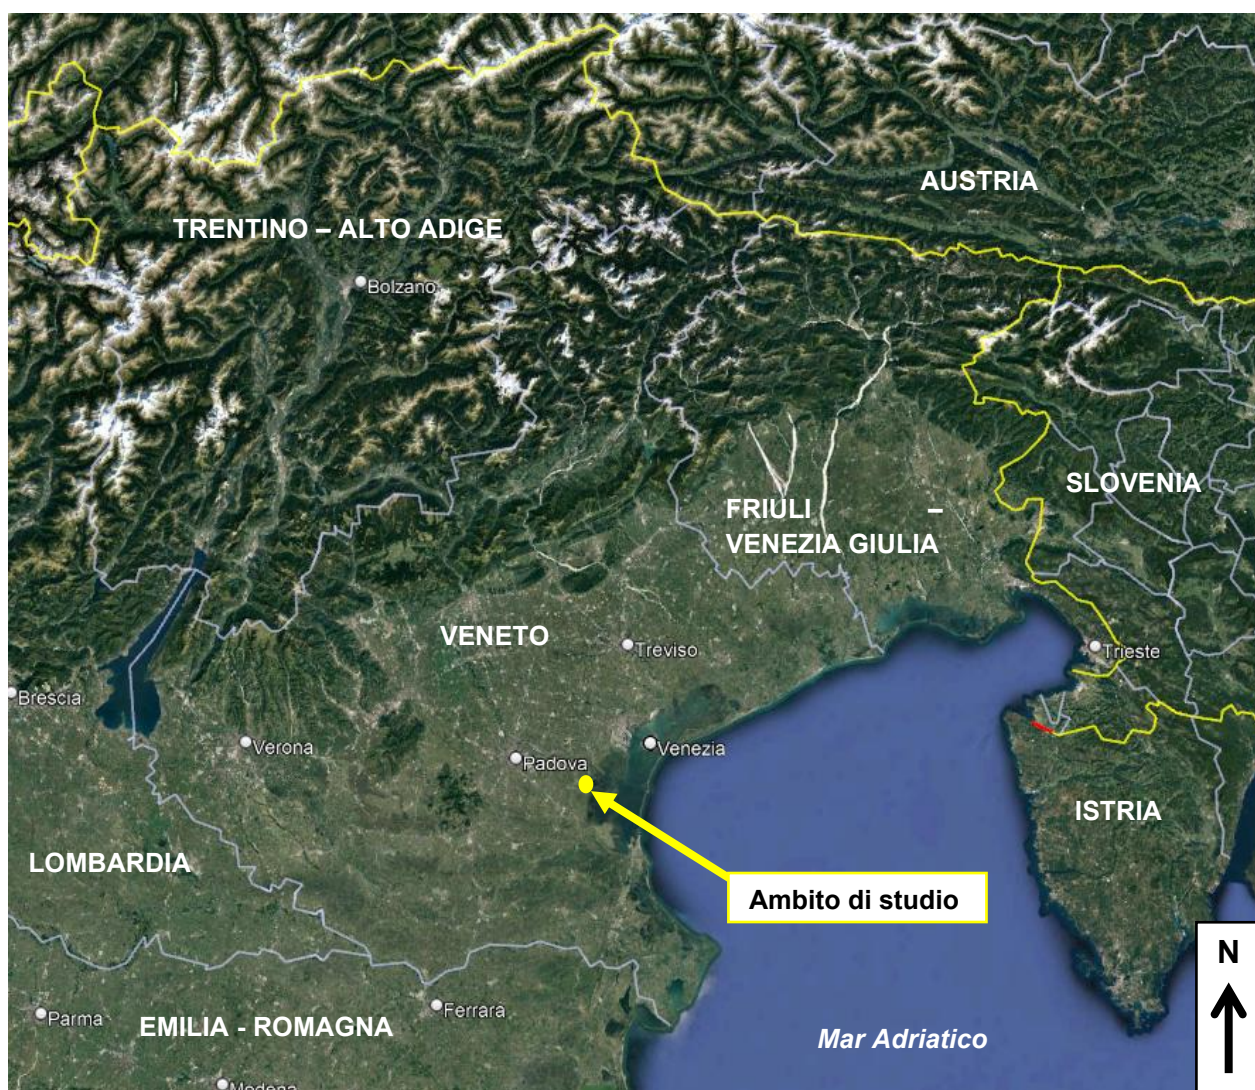 AUSTRIA
TRENTINO – ALTO ADIGE
Bolzano
SLOVENIA
FRIULI –
VENEZIA GIULIA
VENETO
Treviso
Trieste
Brescia
Verona
Venezia
Padova
ISTRIA
LOMBARDIA
Ambito di studio
N
Ferrara
Parma
EMILIA - ROMAGNA
Mar Adriatico
Modena